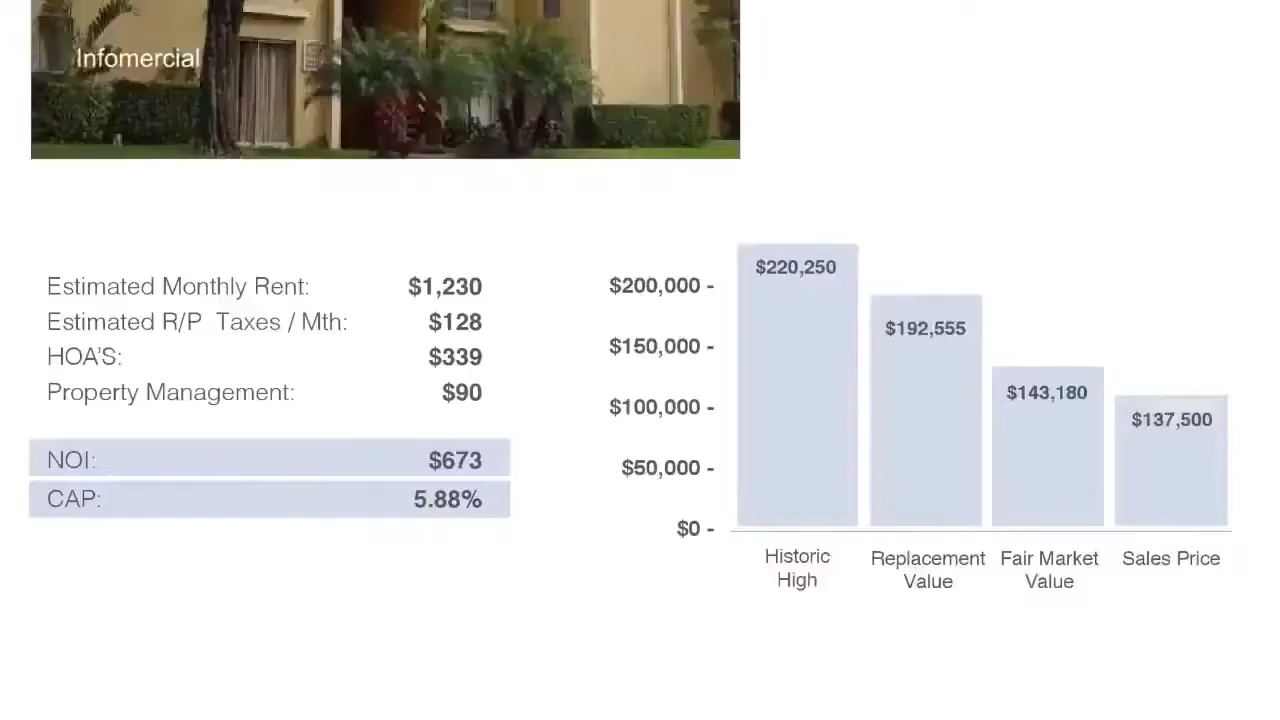 Infomercial
Estimated Monthly Rent: $1,230
Estimated R/P Taxes / Mth: $128
HOA'S: $339
Property Management: $90
NOI: $673
CAP: 5.88%
$200,000 -
$150,000 -
$100,000 -
$50,000 -
$0 -
$220,250
$192,555
$143,180
$137,500
Historic
High
Replacement
Value
Fair Market
Value
Sales Price